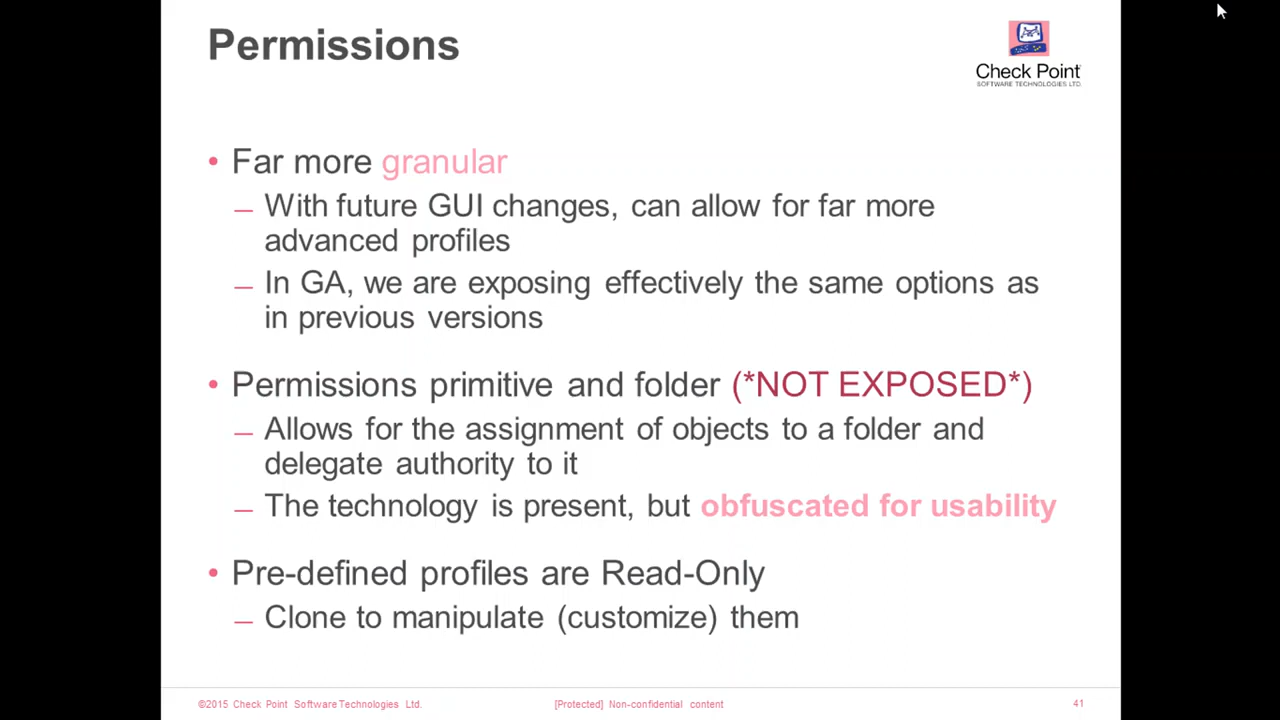 Permissions
Check Point
SOFTWARE TECHNOLOGIES LTD.
• Far more granular
— With future GUI changes, can allow for far more
advanced profiles
— In GA, we are exposing effectively the same options as
in previous versions
• Permissions primitive and folder (*NOT EXPOSED*)
— Allows for the assignment of objects to a folder and
delegate authority to it
— The technology is present, but obfuscated for usability
• Pre-defined profiles are Read-Only
— Clone to manipulate (customize) them
©2015 Check Point Software Technologies Ltd.
[Protected] Non-confidential content
41